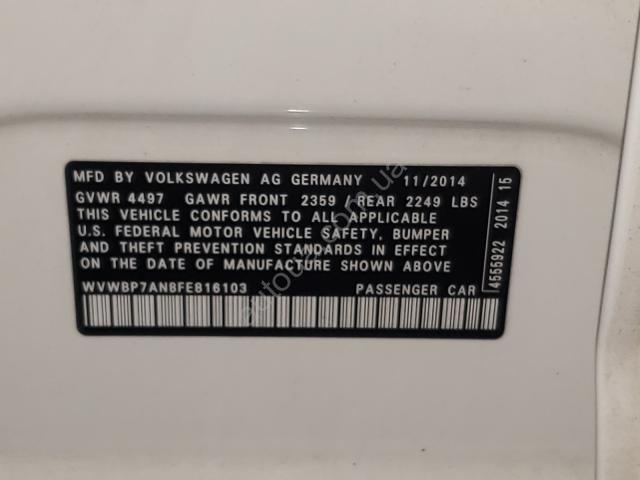 MFD BY VOLKSWAGEN AG GERMANY 11/2014
GVWR 4497 GAWR FRONT 2359 REAR 2249 LBS
THIS VEHICLE CONFORMS TO ALL APPLICABLE
U.S. FEDERAL MOTOR VEHICLE SAFETY, BUMPER
AND THEFT PREVENTION STANDARDS IN EFFECT
ON THE DATE OF MANUFACTURE SHOWN ABOVE
WVWBP7AN8FE816103 PASSENGER CAR
4555922 2014 15